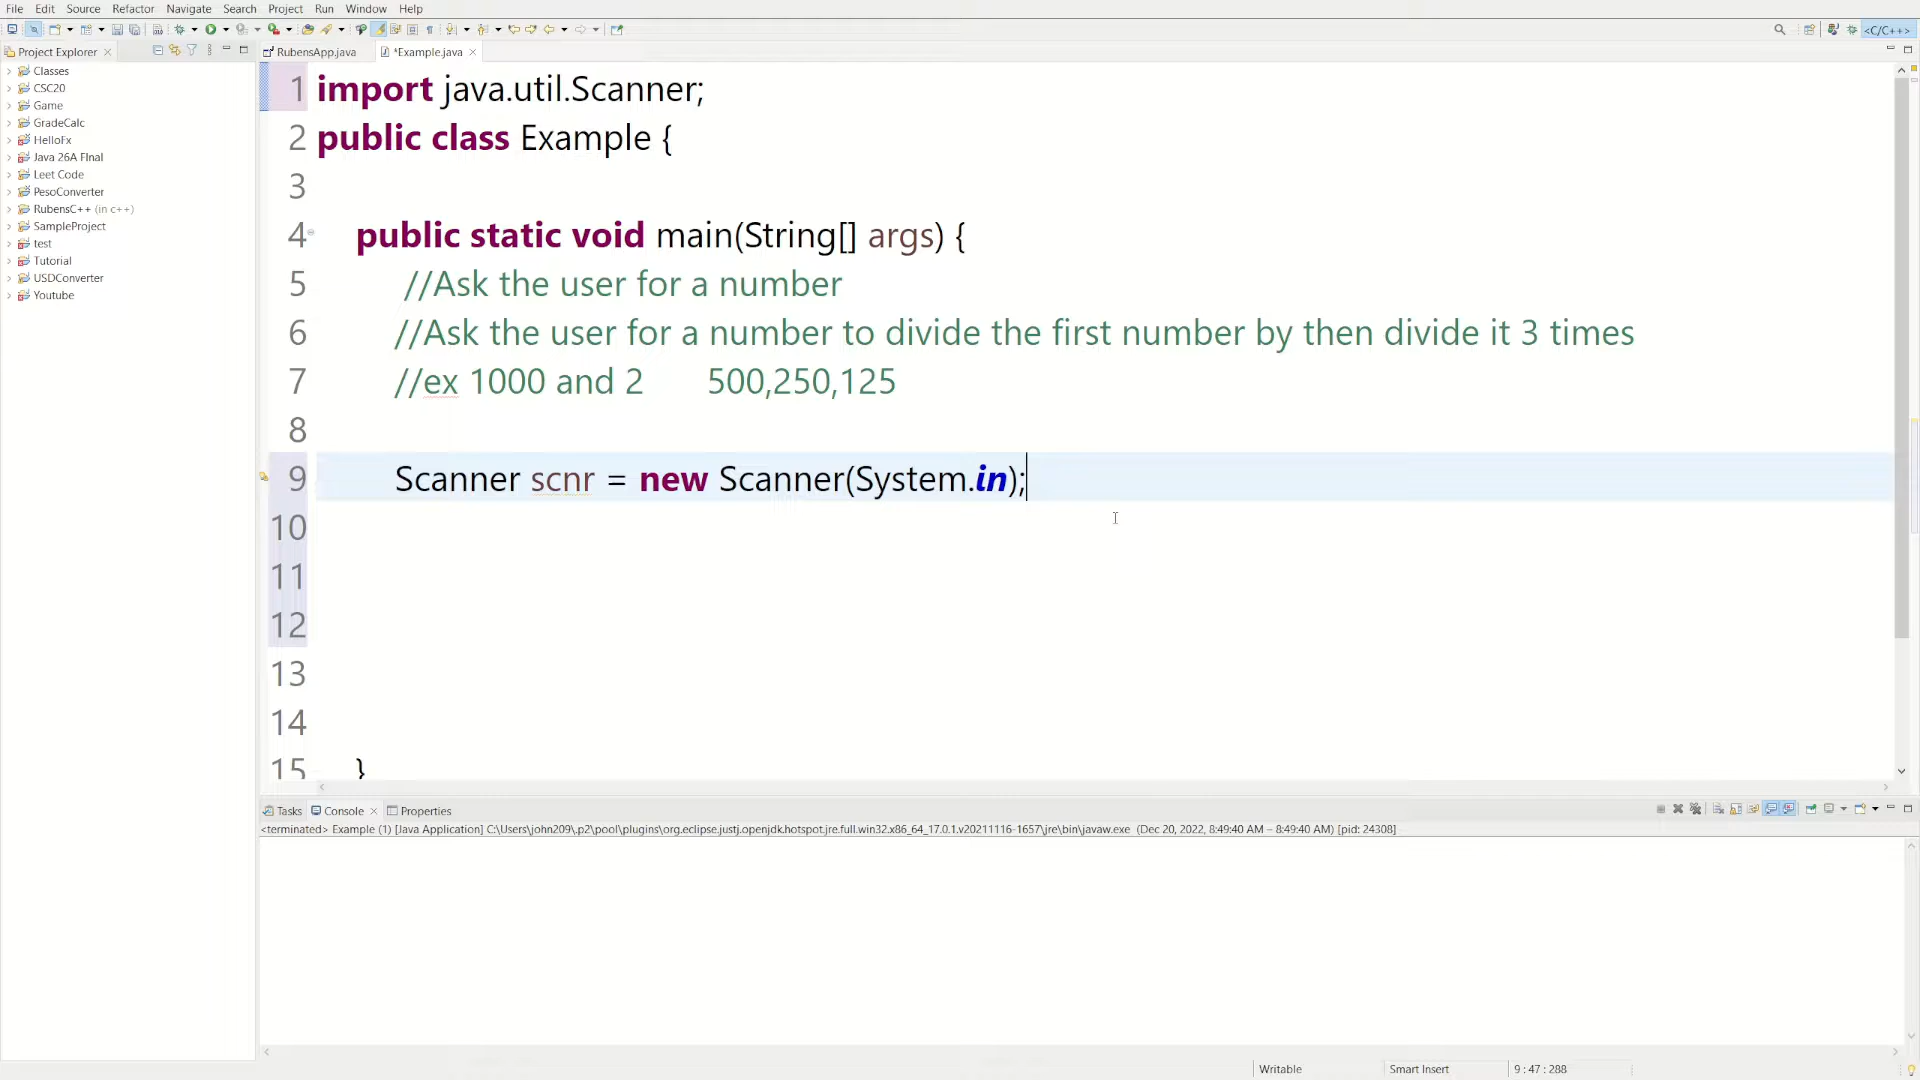 File Edit Source Refactor Navigate Search Project Run Window Help
<C/C++>
Project Explorer
RubensApp.java
*Example.java
Classes
CSC20
Game
GradeCalc
HelloFx
Java 26A FInal
Leet Code
PesoConverter
RubensC++ (in c++)
SampleProject
test
Tutorial
USDConverter
Youtube
1 import java.util.Scanner;
2 public class Example {
3
4 public static void main(String[] args) {
5 //Ask the user for a number
6 //Ask the user for a number to divide the first number by then divide it 3 times
7 //ex 1000 and 2 500,250,125
8
9 Scanner scnr = new Scanner(System.in);
10
11
12
13
14
15 }
Tasks Console Properties
<terminated> Example (1) [Java Application] C:\Users\john209\.p2\pool\plugins\org.eclipse.justj.openjdk.hotspot.jre.full.win32.x86_64_17.0.1.v20211116-1657\jre\bin\javaw.exe (Dec 20, 2022, 8:49:40 AM – 8:49:40 AM) [pid: 24308]
Writable Smart Insert 9 : 47 : 288